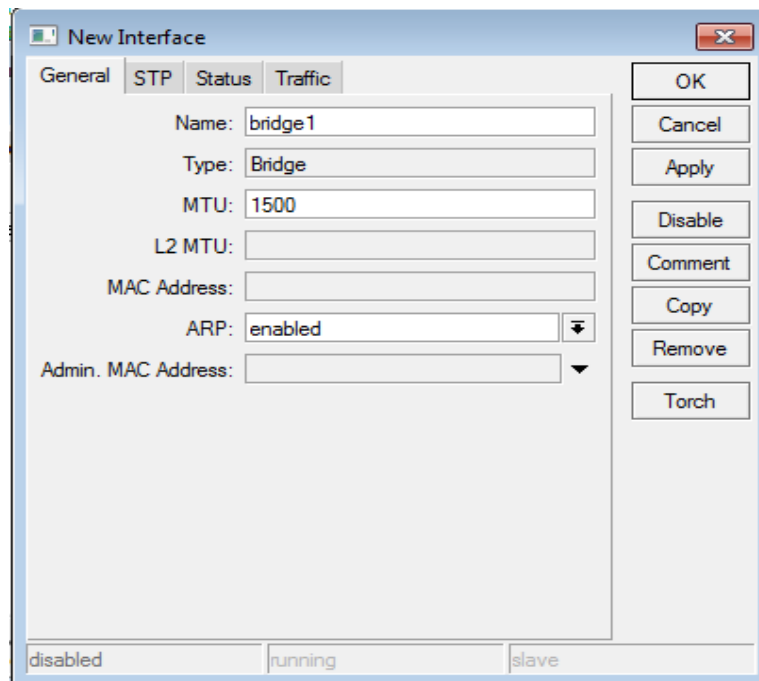 New Interface
General STP Status Traffic
Name: bridge1
Type: Bridge
MTU: 1500
L2 MTU:
MAC Address:
ARP: enabled
Admin. MAC Address:
OK
Cancel
Apply
Disable
Comment
Copy
Remove
Torch
disabled running slave